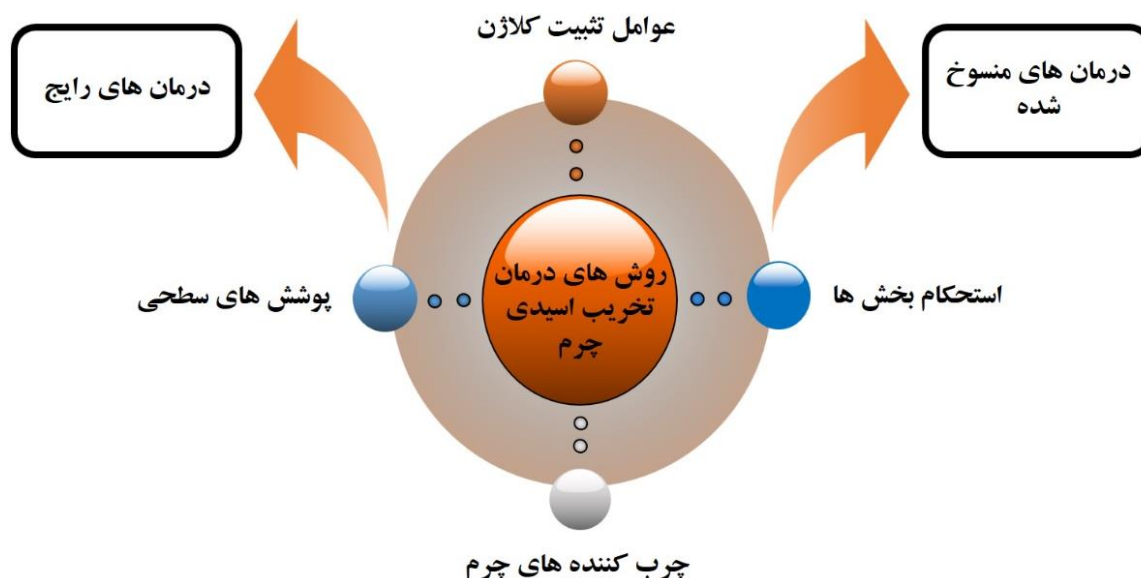 عوامل تثبیت کلاژن
درمان های منسوخ
شده
درمان های رایج
روش های درمان
تخریب اسیدی
چرم
استحکام بخش ها
پوشش های سطحی
چرب کننده های چرم